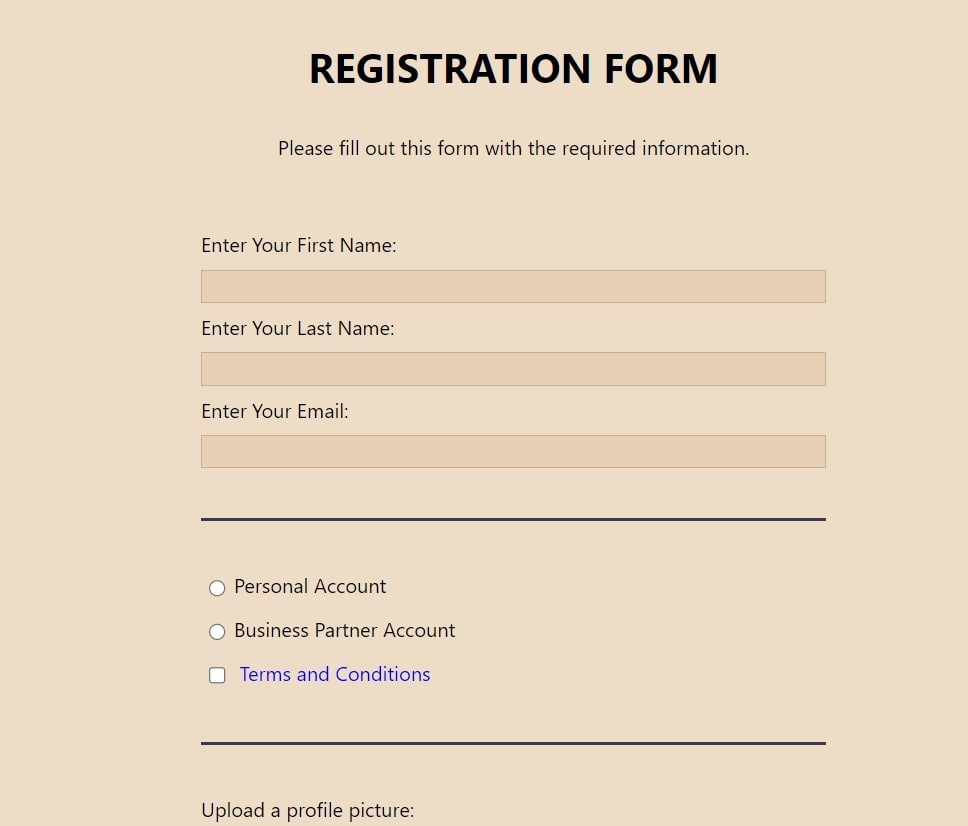 REGISTRATION FORM
Please fill out this form with the required information.
Enter Your First Name:
Enter Your Last Name:
Enter Your Email:
Personal Account
Business Partner Account
Terms and Conditions
Upload a profile picture: